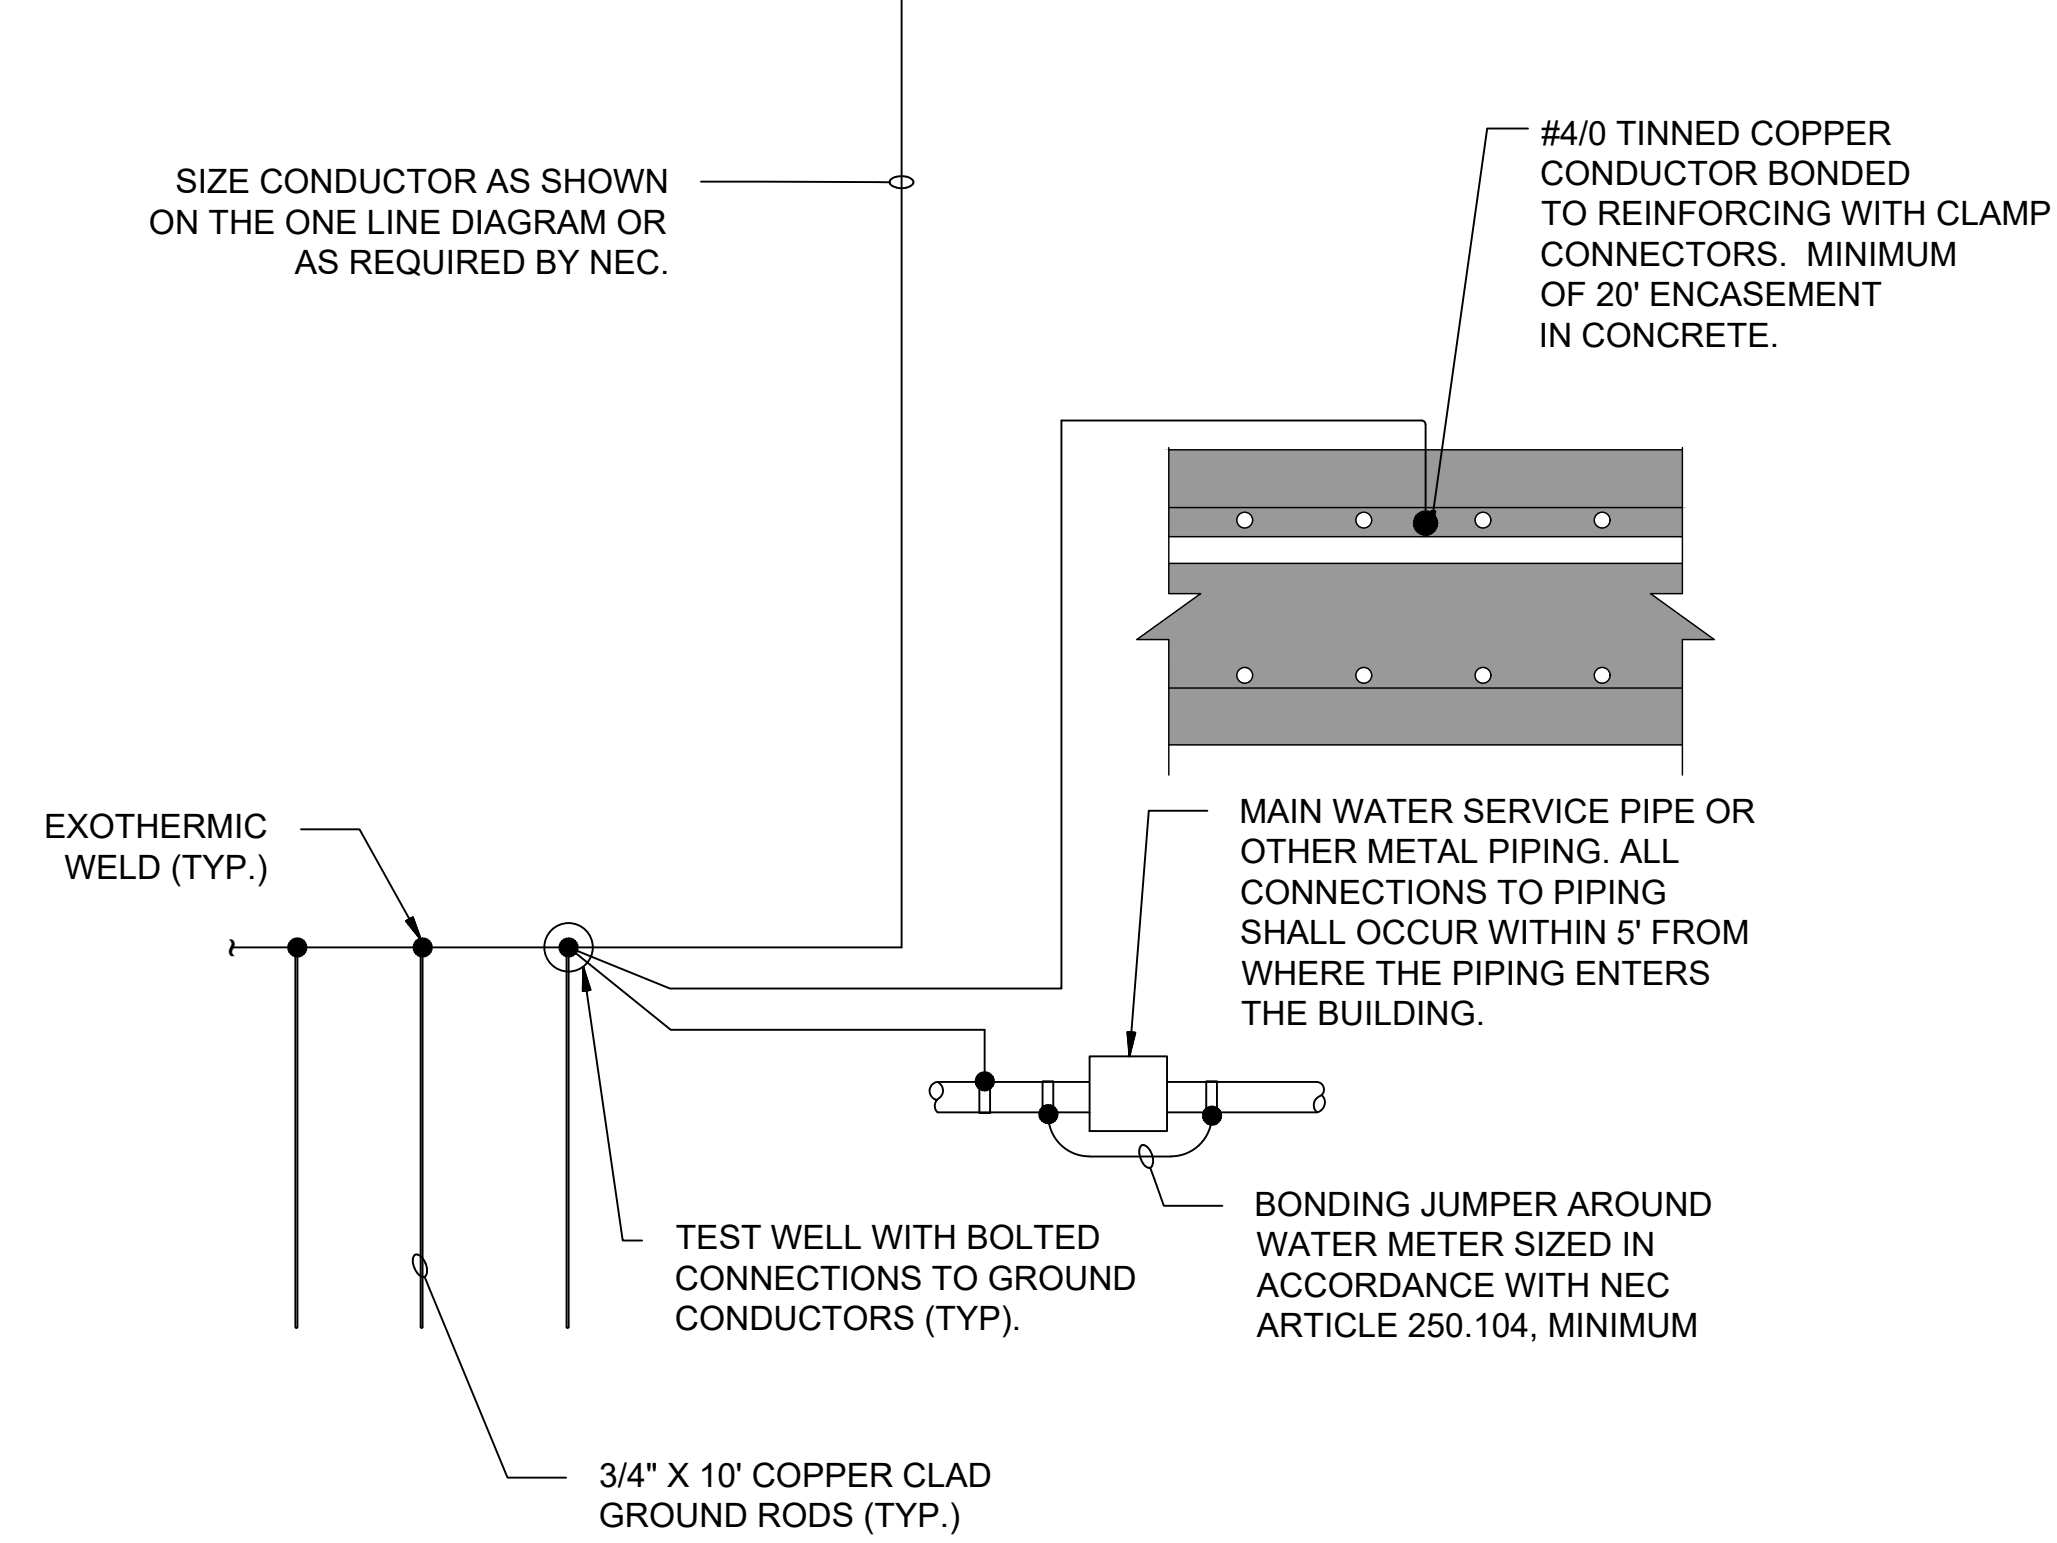 SIZE CONDUCTOR AS SHOWN
ON THE ONE LINE DIAGRAM OR
AS REQUIRED BY NEC.
#4/0 TINNED COPPER
CONDUCTOR BONDED
TO REINFORCING WITH CLAMP
CONNECTORS. MINIMUM
OF 20' ENCASEMENT
IN CONCRETE.
EXOTHERMIC
WELD (TYP.)
MAIN WATER SERVICE PIPE OR
OTHER METAL PIPING. ALL
CONNECTIONS TO PIPING
SHALL OCCUR WITHIN 5' FROM
WHERE THE PIPING ENTERS
THE BUILDING.
TEST WELL WITH BOLTED
CONNECTIONS TO GROUND
CONDUCTORS (TYP).
BONDING JUMPER AROUND
WATER METER SIZED IN
ACCORDANCE WITH NEC
ARTICLE 250.104, MINIMUM
3/4" X 10' COPPER CLAD
GROUND RODS (TYP.)